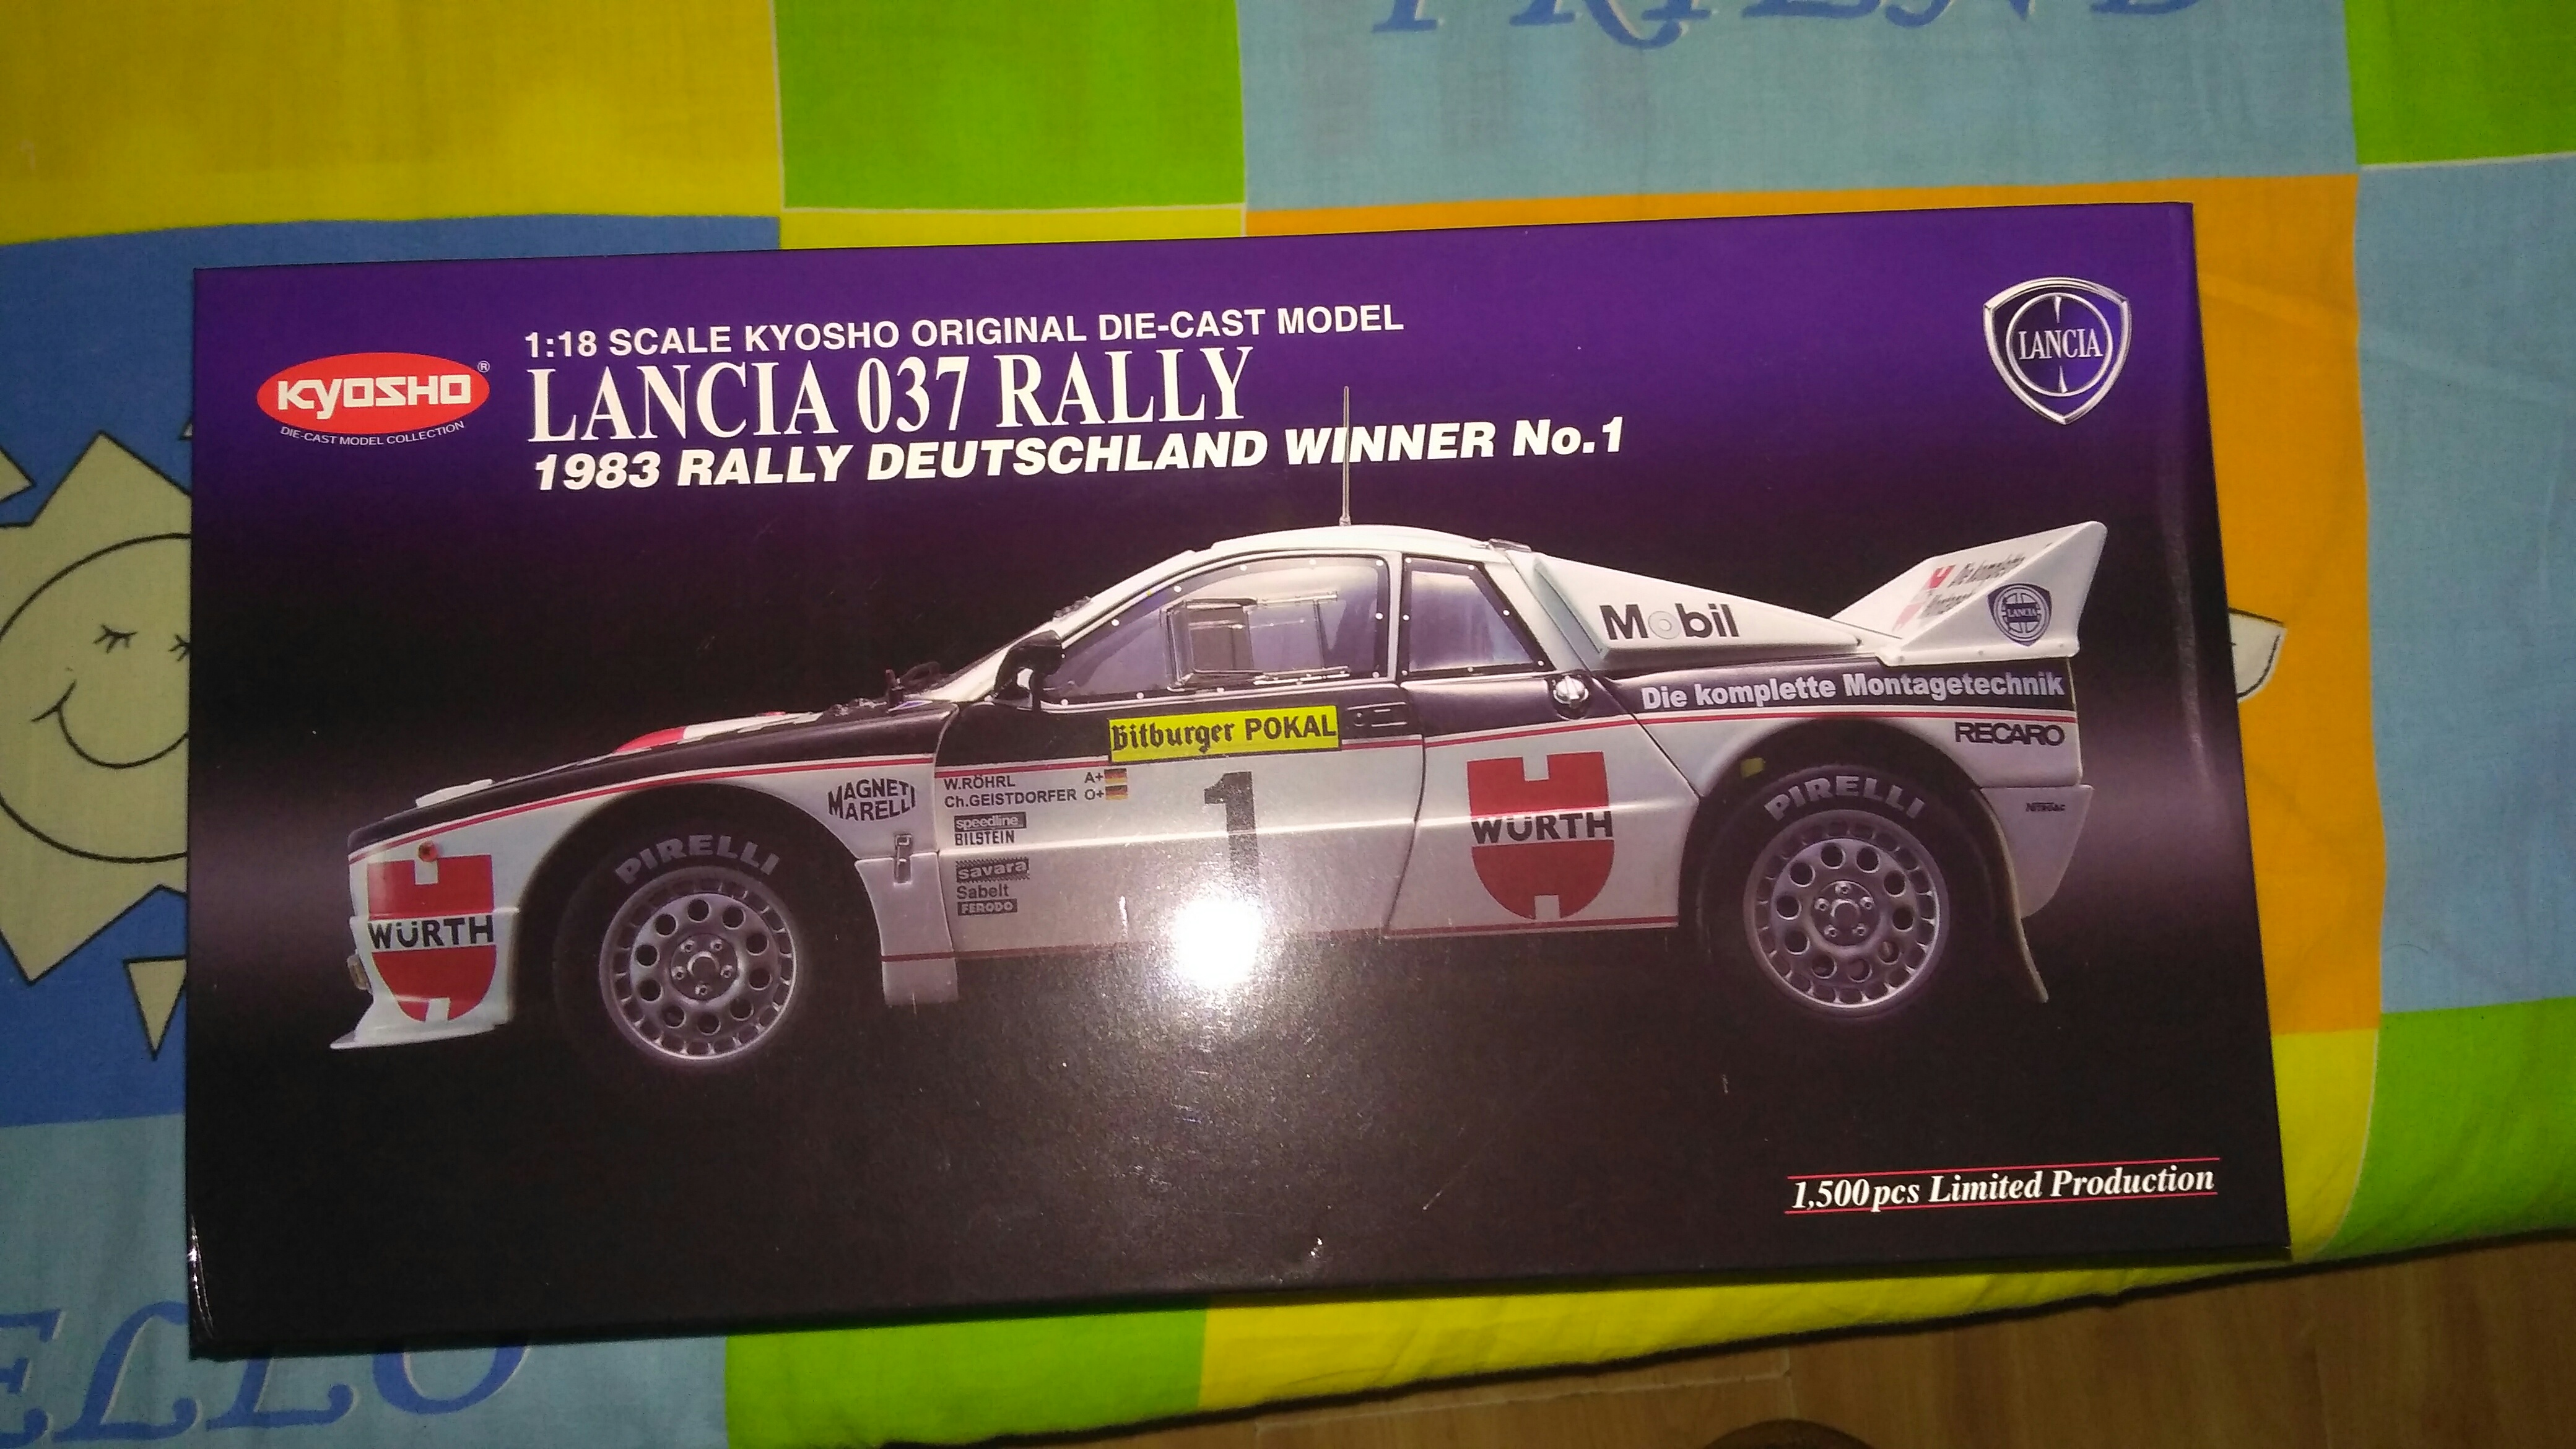 FRIEND
1:18 SCALE KYOSHO ORIGINAL DIE-CAST MODEL
KYOSHO®
DIE-CAST MODEL COLLECTION
LANCIA 037 RALLY
1983 RALLY DEUTSCHLAND WINNER No.1
LANCIA
Mobil
LANCIA
Die komplette Montagetechnik
RECARO
Bitburger POKAL
W.RÖHRL A+
Ch.GEISTDORFER O+
MAGNETI
MARELLI
speedline
BILSTEIN
savara
Sabelt
FERODO
1
WÜRTH
WÜRTH
PIRELLI
PIRELLI
1,500pcs Limited Production
ELLO